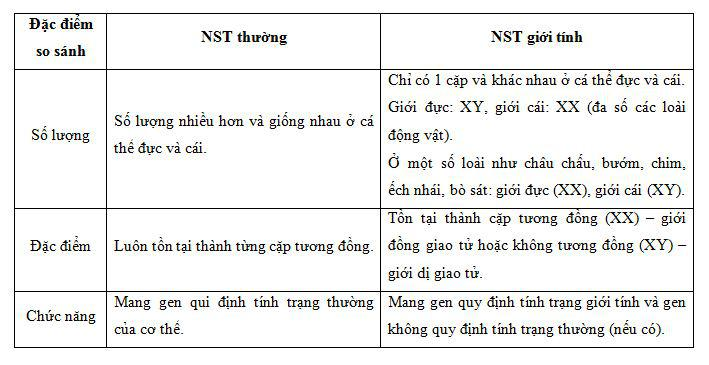 Đặc điểm
so sánh
NST thường
NST giới tính
Số lượng
Số lượng nhiều hơn và giống nhau ở cá
thể đực và cái.
Chỉ có 1 cặp và khác nhau ở cá thể đực và cái.
Giới đực: XY, giới cái: XX (đa số các loài
động vật).
Ở một số loài như châu chấu, bướm, chim,
ếch nhái, bò sát: giới đực (XX), giới cái (XY).
Đặc điểm
Luôn tồn tại thành từng cặp tương đồng.
Tồn tại thành cặp tương đồng (XX) – giới
đồng giao tử hoặc không tương đồng (XY) –
giới dị giao tử.
Chức năng
Mang gen qui định tính trạng thường
của cơ thể.
Mang gen quy định tính trạng giới tính và gen
không quy định tính trạng thường (nếu có).